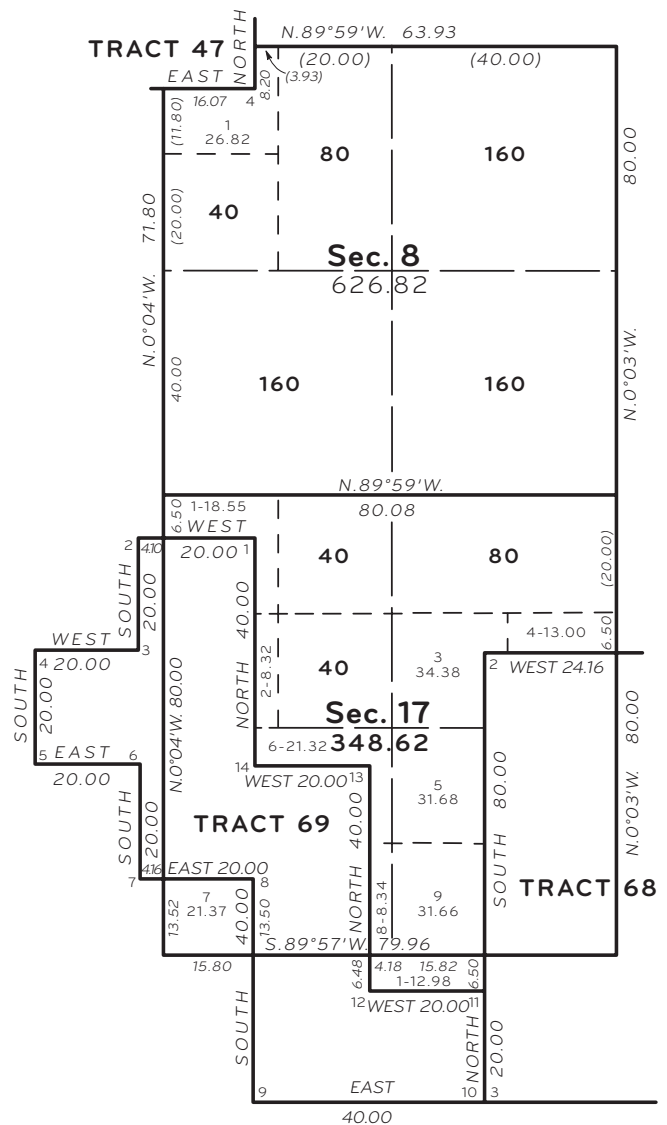 N.89°59'W. 63.93
TRACT 47
NORTH
(20.00)
(40.00)
EAST
8.20
(3.93)
16.07
4
(11.80)
1
26.82
80
160
80.00
40
71.80
(20.00)
Sec. 8
626.82
N.0°04'W.
N.0°03'W.
40.00
160
160
N.89°59'W.
80.08
6.50
1-18.55
WEST
2
4.10
20.00
1
40
80
(20.00)
SOUTH
20.00
40.00
4-13.00
6.50
WEST
3
4
20.00
NORTH
2-8.32
40
3
34.38
2
WEST 24.16
SOUTH
20.00
N.0°04'W. 80.00
Sec. 17
348.62
80.00
6-21.32
5
EAST
6
20.00
14
WEST 20.00
13
5
31.68
80.00
SOUTH
20.00
TRACT 69
40.00
N.0°03'W.
4.16
EAST 20.00
7
8
NORTH
SOUTH
TRACT 68
13.52
7
21.37
40.00
13.50
8-8.34
9
31.66
S.89°57'W. 79.96
15.80
6.48
4.18
15.82
6.50
1-12.98
12
WEST 20.00
11
SOUTH
NORTH
20.00
9
EAST
10
3
40.00